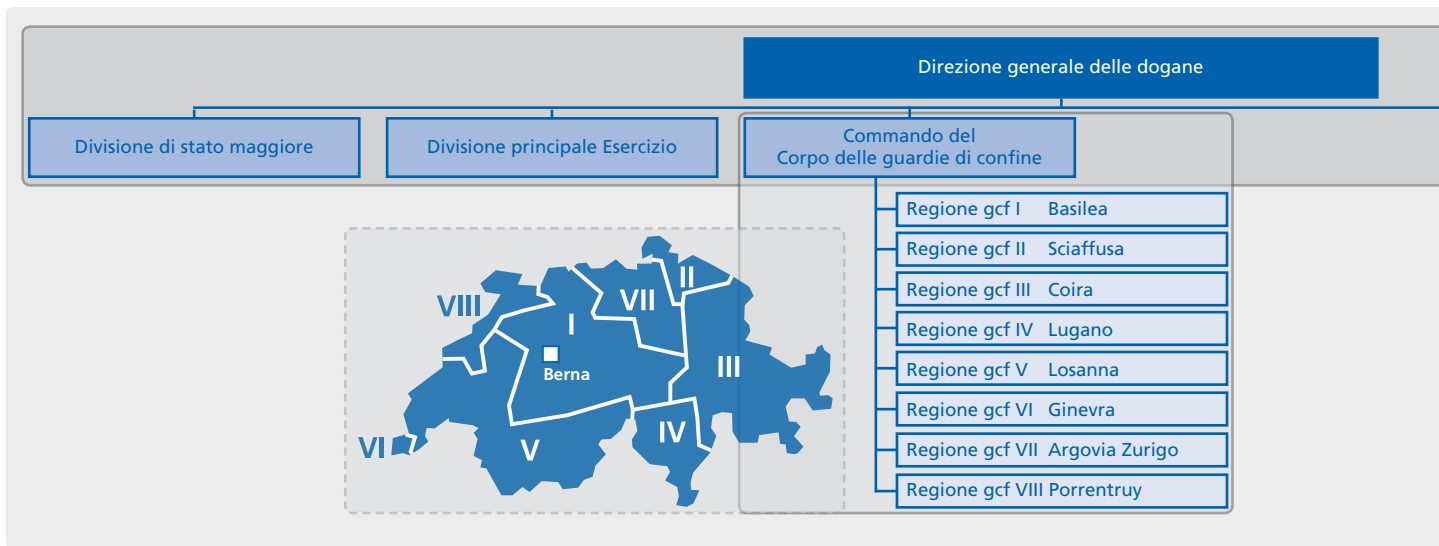 Direzione generale delle dogane
Divisione di stato maggiore
Divisione principale Esercizio
Commando del
Corpo delle guardie di confine
Regione gcf I Basilea
Regione gcf II Sciaffusa
Regione gcf III Coira
Regione gcf IV Lugano
Regione gcf V Losanna
Regione gcf VI Ginevra
Regione gcf VII Argovia Zurigo
Regione gcf VIII Porrentruy
II
VIII
VII
I
III
Berna
IV
VI
V